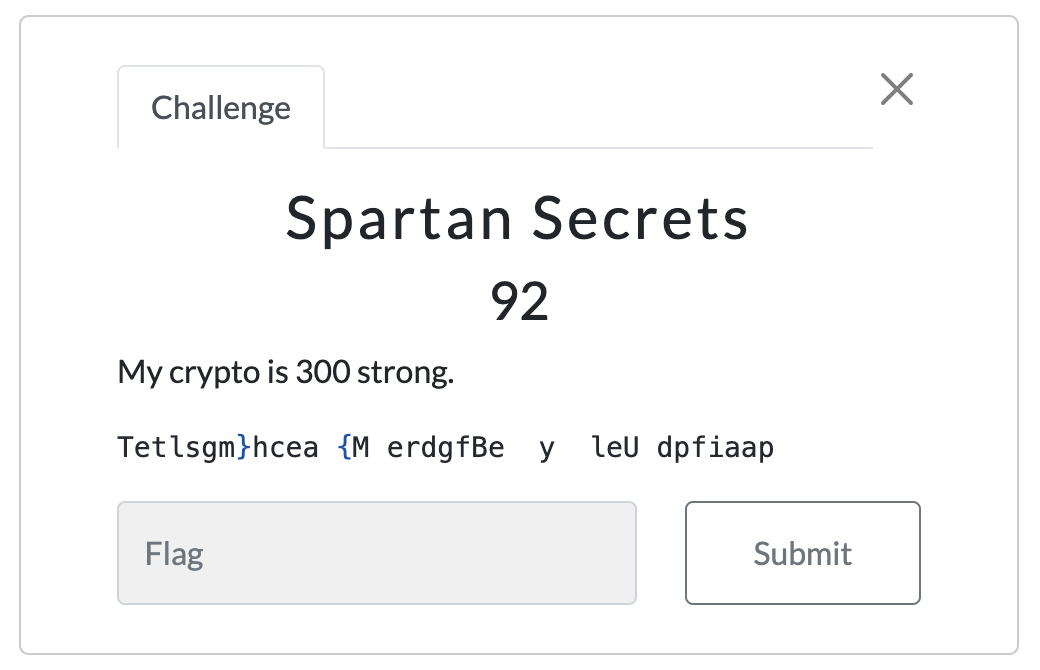 Challenge
Spartan Secrets
92
My crypto is 300 strong.
Tetlsgm}hcea {M erdgfBe  y  leU dpfiaap
Flag
Submit